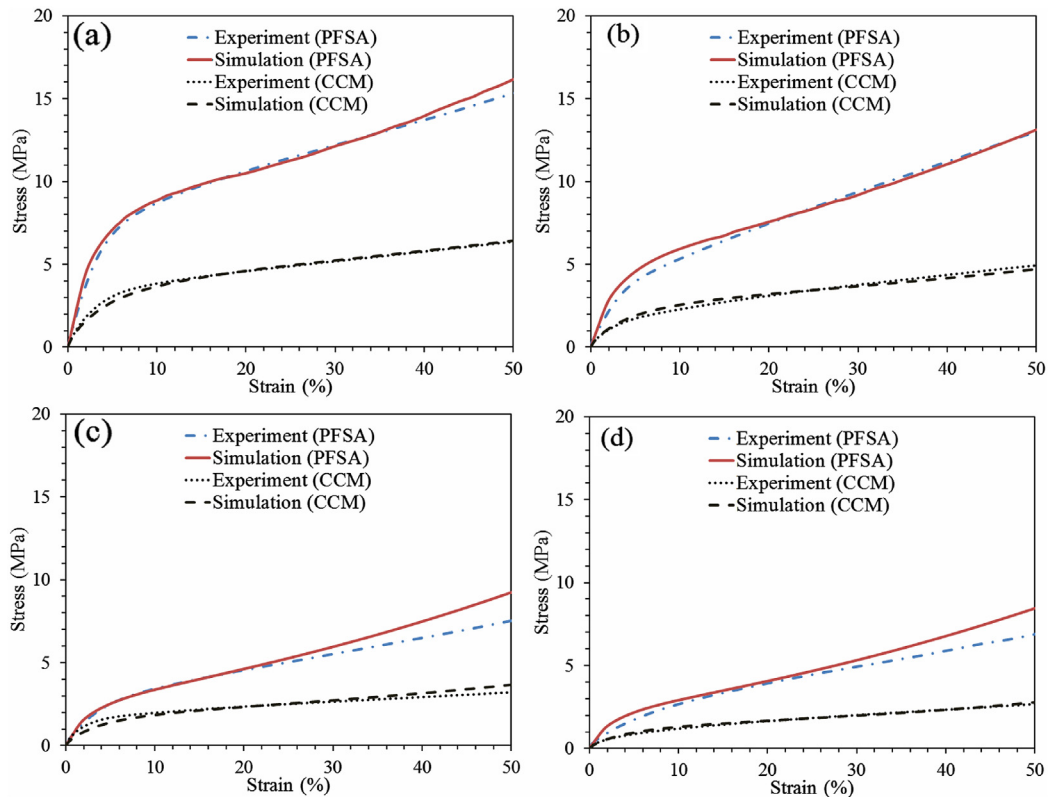 (a)
Experiment (PFSA)
Simulation (PFSA)
Experiment (CCM)
Simulation (CCM)
Stress (MPa)
20
15
10
5
0
0 10 20 30 40 50
Strain (%)
(b)
Experiment (PFSA)
Simulation (PFSA)
Experiment (CCM)
Simulation (CCM)
Stress (MPa)
20
15
10
5
0
0 10 20 30 40 50
Strain (%)
(c)
Experiment (PFSA)
Simulation (PFSA)
Experiment (CCM)
Simulation (CCM)
Stress (MPa)
20
15
10
5
0
0 10 20 30 40 50
Strain (%)
(d)
Experiment (PFSA)
Simulation (PFSA)
Experiment (CCM)
Simulation (CCM)
Stress (MPa)
20
15
10
5
0
0 10 20 30 40 50
Strain (%)